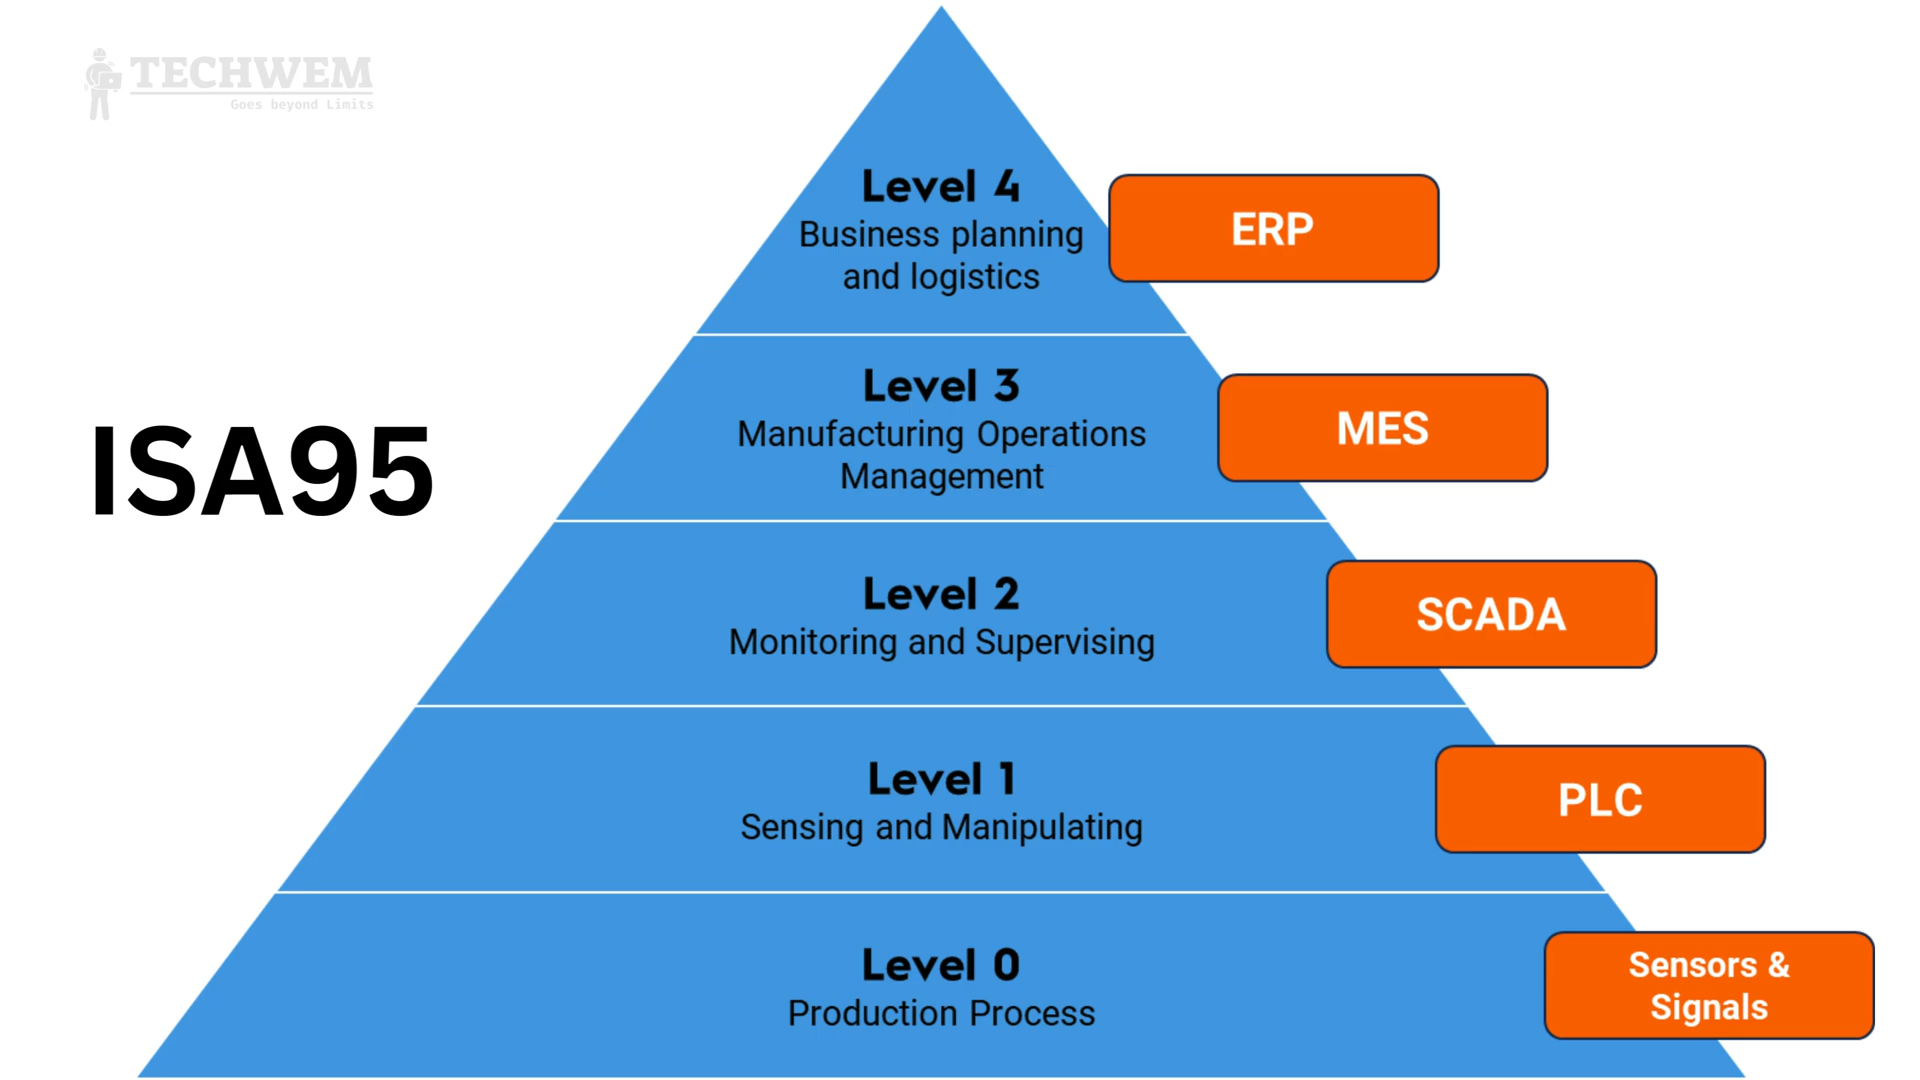 TECHWEM
Goes beyond Limits
ISA95
Level 4
Business planning
and logistics
ERP
Level 3
Manufacturing Operations
Management
MES
Level 2
Monitoring and Supervising
SCADA
Level 1
Sensing and Manipulating
PLC
Level 0
Production Process
Sensors &
Signals